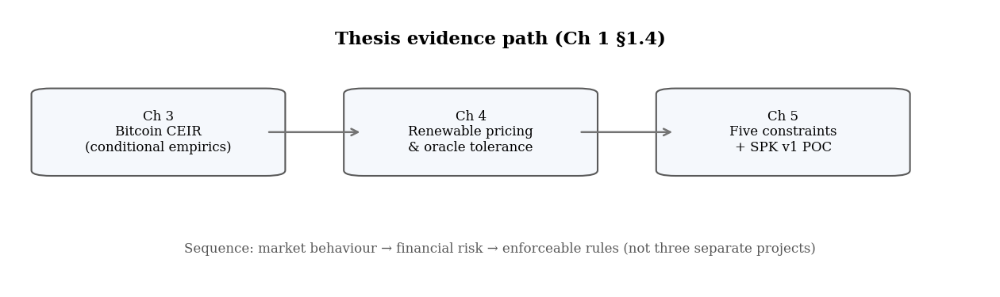 Thesis evidence path (Ch 1 §1.4)
Ch 3
Bitcoin CEIR
(conditional empirics)
Ch 4
Renewable pricing
& oracle tolerance
Ch 5
Five constraints
+ SPK v1 POC
Sequence: market behaviour → financial risk → enforceable rules (not three separate projects)